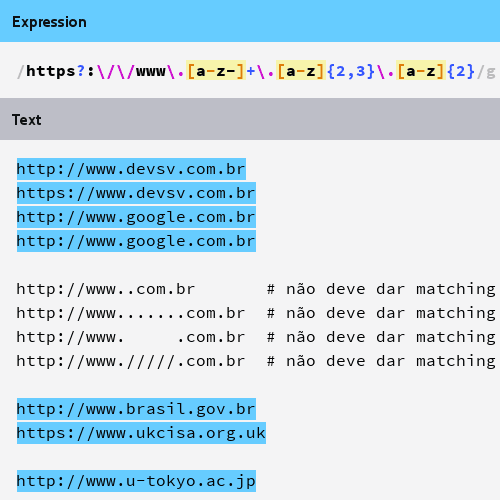 Expression
/https?:\/\/www\.[a-z-]+\.[a-z]{2,3}\.[a-z]{2}/g
Text
http://www.devsv.com.br
https://www.devsv.com.br
http://www.google.com.br
http://www.google.com.br
http://www..com.br # não deve dar matching
http://www.......com.br # não deve dar matching
http://www. .com.br # não deve dar matching
http://www./////.com.br # não deve dar matching
http://www.brasil.gov.br
https://www.ukcisa.org.uk
http://www.u-tokyo.ac.jp